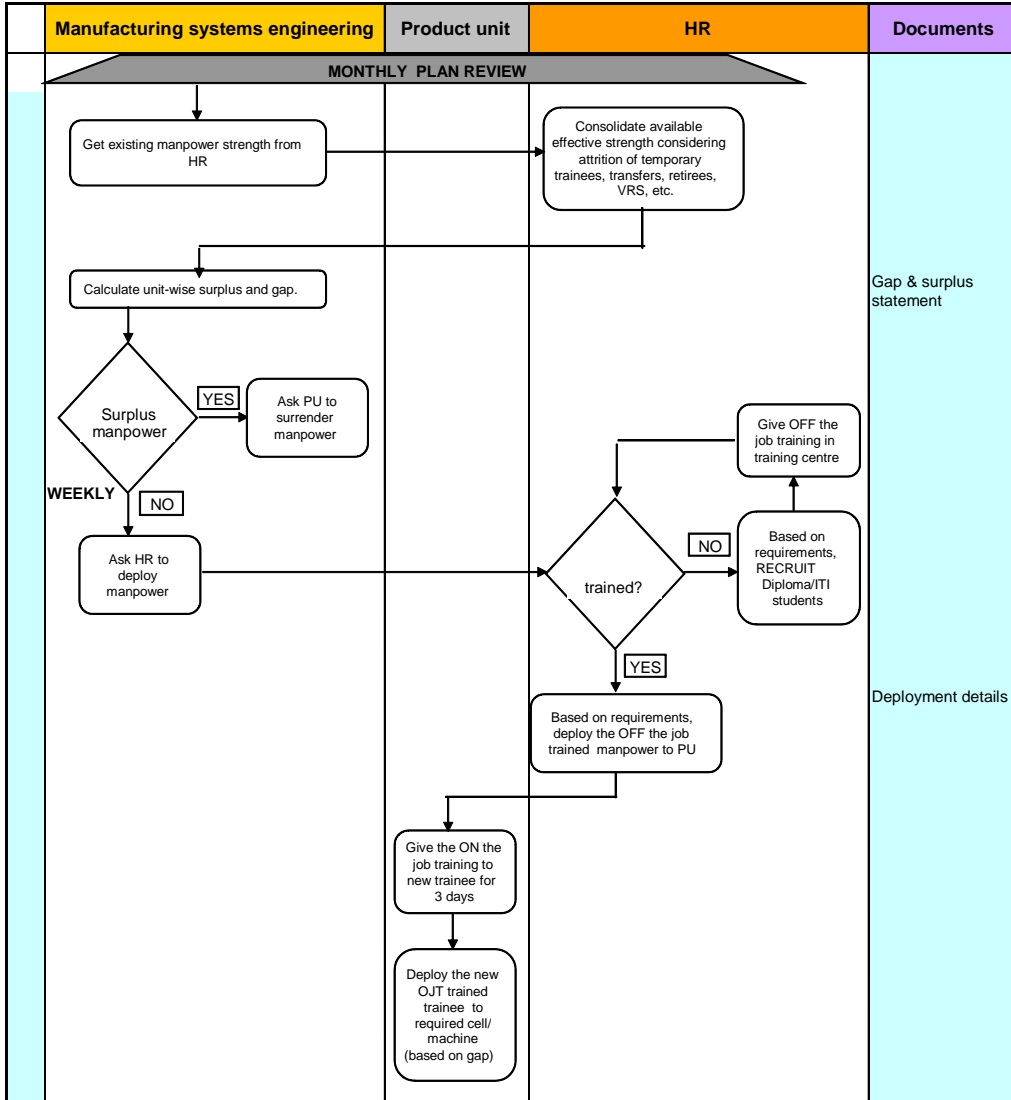 Manufacturing systems engineering
Product unit
HR
Documents
MONTHLY PLAN REVIEW
Get existing manpower strength from
HR
Consolidate available
effective strength considering
attrition of temporary
trainees, transfers, retirees,
VRS, etc.
Calculate unit-wise surplus and gap.
Gap & surplus
statement
Surplus
manpower
YES
Ask PU to
surrender
manpower
Give OFF the
job training in
training centre
WEEKLY
NO
Ask HR to
deploy
manpower
trained?
NO
Based on
requirements,
RECRUIT
Diploma/ITI
students
YES
Based on requirements,
deploy the OFF the job
trained manpower to PU
Deployment details
Give the ON the
job training to
new trainee for
3 days
Deploy the new
OJT trained
trainee to
required cell/
machine
(based on gap)